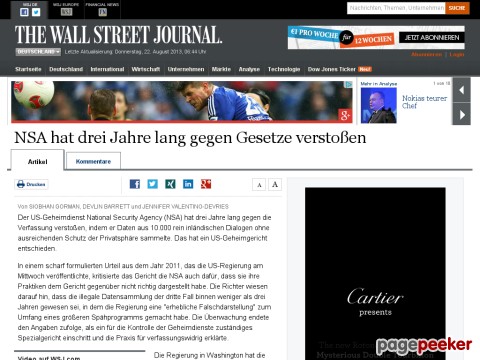 WSJ.DE WSJ EUROPE FINANCIAL NEWS
Nachrichten, Themen, Unternehmen SUCHE
THE WALL STREET JOURNAL.
€1 PRO WOCHE FÜR 12 WOCHEN JETZT ABONNIEREN
DEUTSCHLAND Letzte Aktualisierung: Donnerstag, 22. August 2013, 06:44 Uhr
Abonnieren Login
Startseite Deutschland Europa International Wirtschaft Unternehmen Märkte Analyse Technologie Dow Jones Ticker Neu!
Mehr in Analyse
Nokias teurer
Chef
NSA hat drei Jahre lang gegen Gesetze verstoßen
Artikel Kommentare
Drucken
A A
Von SIOBHAN GORMAN, DEVLIN BARRETT und JENNIFER VALENTINO-DEVRIES
Der US-Geheimdienst National Security Agency (NSA) hat drei Jahre lang gegen die
Verfassung verstoßen, indem er Daten aus 10.000 rein inländischen Dialogen ohne
ausreichenden Schutz der Privatsphäre sammelte. Das hat ein US-Geheimgericht
entschieden.
In einem scharf formulierten Urteil aus dem Jahr 2011, das die US-Regierung am
Mittwoch veröffentlichte, kritisierte das Gericht die NSA auch dafür, dass sie ihre
Praktiken dem Gericht gegenüber nicht richtig dargestellt habe. Die Richter wiesen
darauf hin, dass die illegale Datensammlung der dritte Fall binnen weniger als drei
Jahren gewesen sei, in dem die Regierung eine "erhebliche Falschdarstellung" zum
Umfang eines größeren Spähprogramms gemacht habe. Die Überwachung endete
den Angaben zufolge, als ein für die Kontrolle der Geheimdienste zuständiges
Spezialgericht einschritt und die Praxis für verfassungswidrig erklärte.
Video auf WSJ.com
Die Regierung in Washington hat die
Cartier
presents
pagepeeker